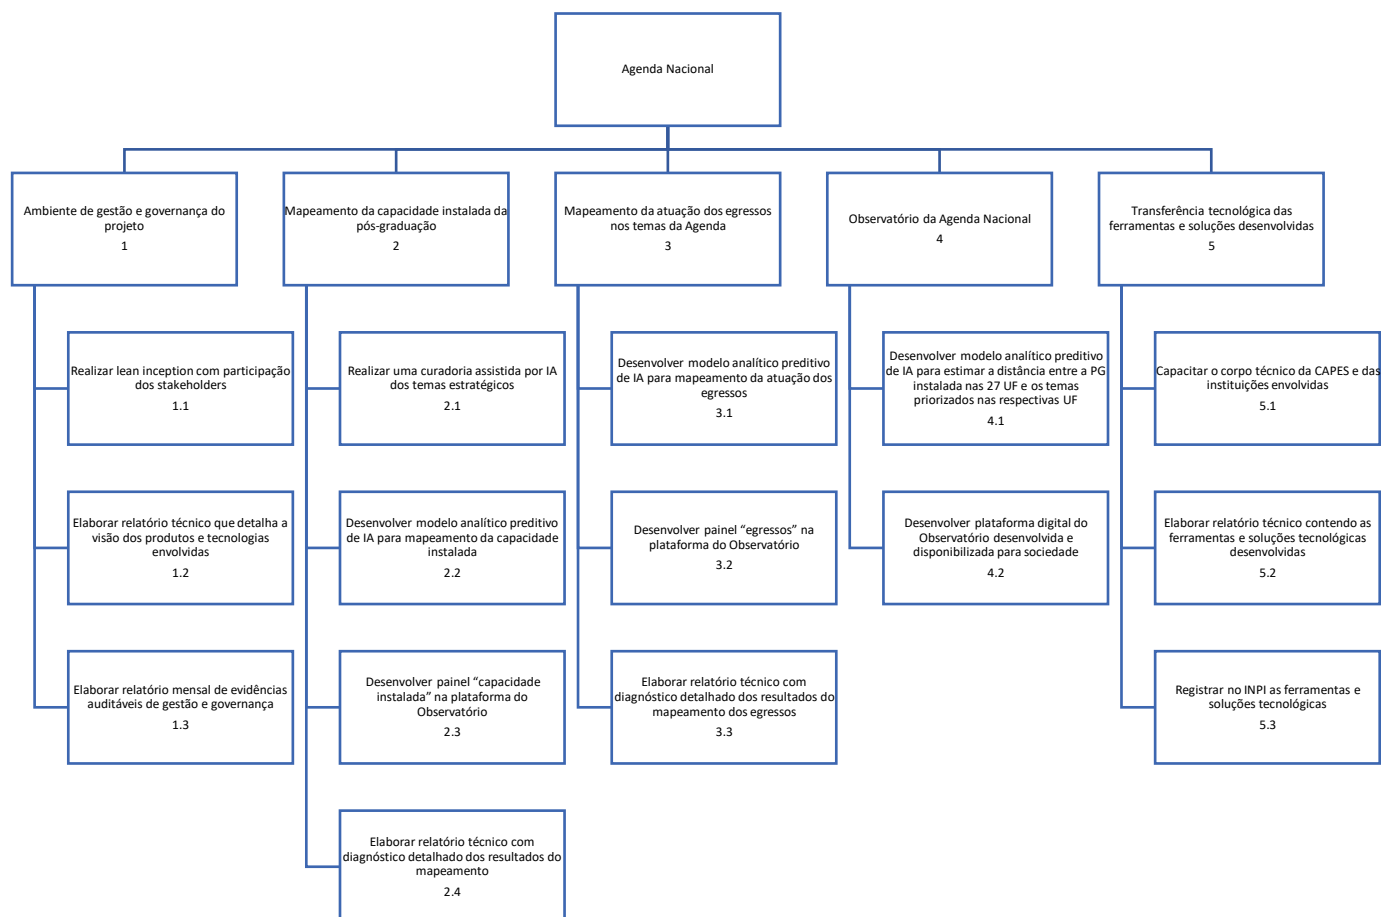 Agenda Nacional
Ambiente de gestão e governança do
projeto
1
Mapeamento da capacidade instalada da
pós-graduação
2
Mapeamento da atuação dos egressos
nos temas da Agenda
3
Observatório da Agenda Nacional
4
Transferência tecnológica das
ferramentas e soluções desenvolvidas
5
Realizar lean inception com participação
dos stakeholders
1.1
Realizar uma curadoria assistida por IA
dos temas estratégicos
2.1
Desenvolver modelo analítico preditivo
de IA para mapeamento da atuação dos
egressos
3.1
Desenvolver modelo analítico preditivo
de IA para estimar a distância entre a PG
instalada nas 27 UF e os temas
priorizados nas respectivas UF
4.1
Capacitar o corpo técnico da CAPES e das
instituições envolvidas
5.1
Elaborar relatório técnico que detalha a
visão dos produtos e tecnologias
envolvidas
1.2
Desenvolver modelo analítico preditivo
de IA para mapeamento da capacidade
instalada
2.2
Desenvolver painel “egressos” na
plataforma do Observatório
3.2
Desenvolver plataforma digital do
Observatório desenvolvida e
disponibilizada para sociedade
4.2
Elaborar relatório técnico contendo as
ferramentas e soluções tecnológicas
desenvolvidas
5.2
Elaborar relatório mensal de evidências
auditáveis de gestão e governança
1.3
Desenvolver painel “capacidade
instalada” na plataforma do
Observatório
2.3
Elaborar relatório técnico com
diagnóstico detalhado dos resultados do
mapeamento dos egressos
3.3
Registrar no INPI as ferramentas e
soluções tecnológicas
5.3
Elaborar relatório técnico com
diagnóstico detalhado dos resultados do
mapeamento
2.4